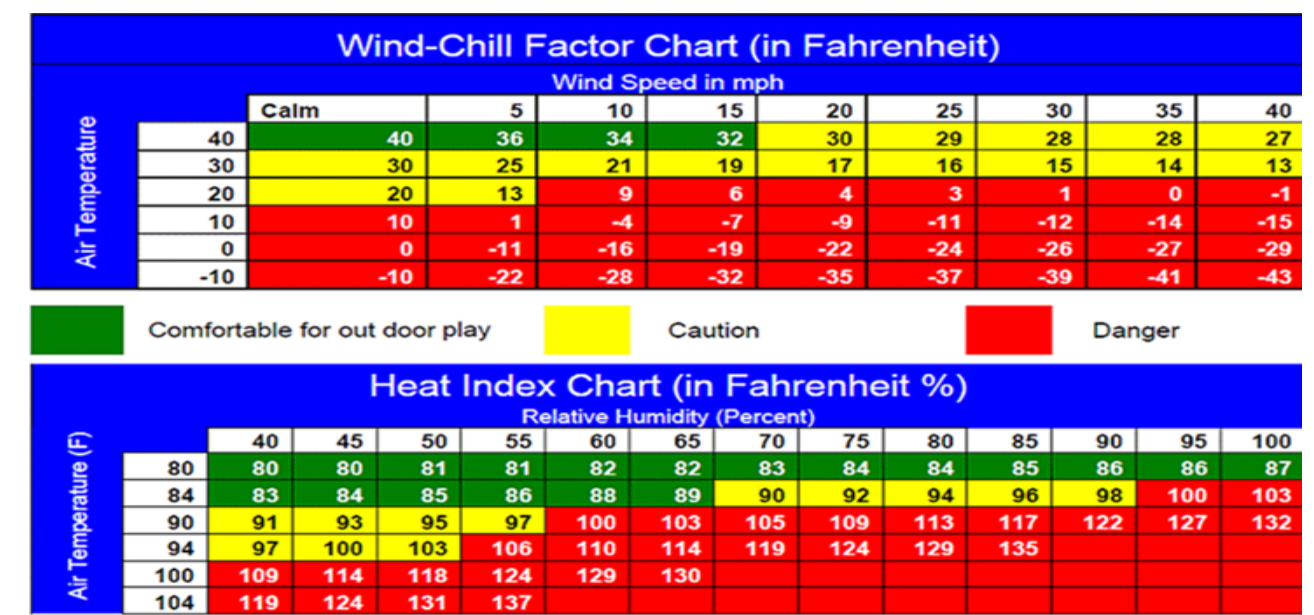 Wind-Chill Factor Chart (in Fahrenheit)
Wind Speed in mph
Air Temperature
Calm 5 10 15 20 25 30 35 40
40 40 36 34 32 30 29 28 28 27
30 30 25 21 19 17 16 15 14 13
20 20 13 9 6 4 3 1 0 -1
10 10 1 -4 -7 -9 -11 -12 -14 -15
0 0 -11 -16 -19 -22 -24 -26 -27 -29
-10 -10 -22 -28 -32 -35 -37 -39 -41 -43
Comfortable for out door play Caution Danger
Heat Index Chart (in Fahrenheit %)
Relative Humidity (Percent)
Air Temperature (F)
40 45 50 55 60 65 70 75 80 85 90 95 100
80 80 80 81 81 82 82 83 84 84 85 86 86 87
84 83 84 85 86 88 89 90 92 94 96 98 100 103
90 91 93 95 97 100 103 105 109 113 117 122 127 132
94 97 100 103 106 110 114 119 124 129 135
100 109 114 118 124 129 130
104 119 124 131 137